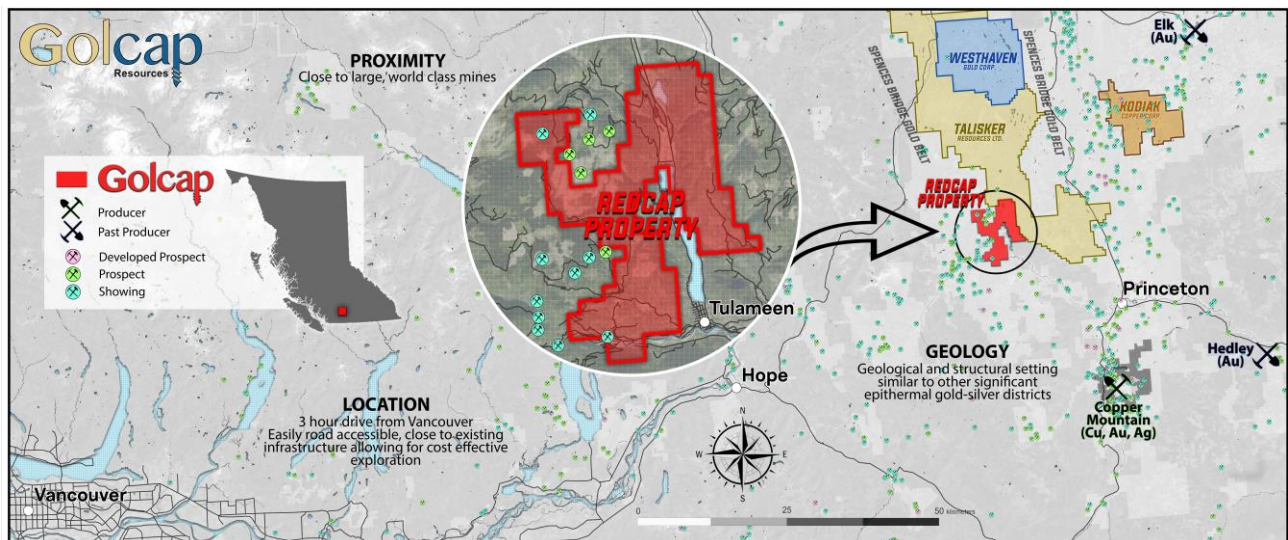 Golcap
Resources
PROXIMITY
Close to large, world class mines
Golcap
Producer
Past Producer
Developed Prospect
Prospect
Showing
LOCATION
3 hour drive from Vancouver
Easily road accessible, close to existing
infrastructure allowing for cost effective
exploration
Vancouver
REDCAP
PROPERTY
Tulameen
Hope
N
W
E
S
0
25
50 kilometers
SPENCES BRIDGE GOLD BELT
WESTHAVEN
GOLD CORP.
SPENCES BRIDGE GOLD BELT
TALISKER
RESOURCES LTD.
Elk
(Au)
KODIAK
COPPER CORP.
REDCAP
PROPERTY
Princeton
GEOLOGY
Geological and structural setting
similar to other significant
epithermal gold-silver districts
Hedley
(Au)
Copper
Mountain
(Cu, Au, Ag)